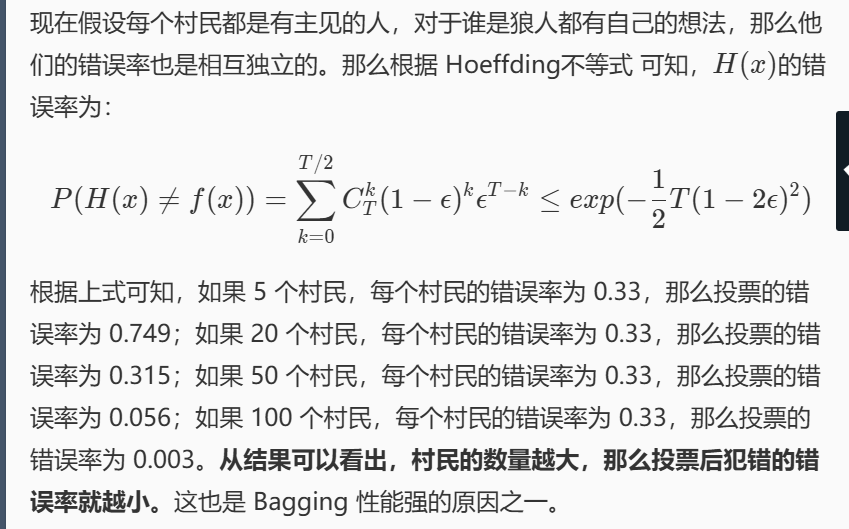 现在假设每个村民都是有主见的人，对于谁是狼人都有自己的想法，那么他
们的错误率也是相互独立的。那么根据 Hoeffding不等式 可知，H(x)的错
误率为：
P(H(x) ≠ f(x)) = ∑_{k=0}^{T/2} C_T^k (1 − ϵ)^k ϵ^{T−k} ≤ exp(−\frac{1}{2}T(1 − 2ϵ)^2)
根据上式可知，如果 5 个村民，每个村民的错误率为 0.33，那么投票的错
误率为 0.749；如果 20 个村民，每个村民的错误率为 0.33，那么投票的错
误率为 0.315；如果 50 个村民，每个村民的错误率为 0.33，那么投票的错
误率为 0.056；如果 100 个村民，每个村民的错误率为 0.33，那么投票的
错误率为 0.003。从结果可以看出，村民的数量越大，那么投票后犯错的错
误率就越小。这也是 Bagging 性能强的原因之一。